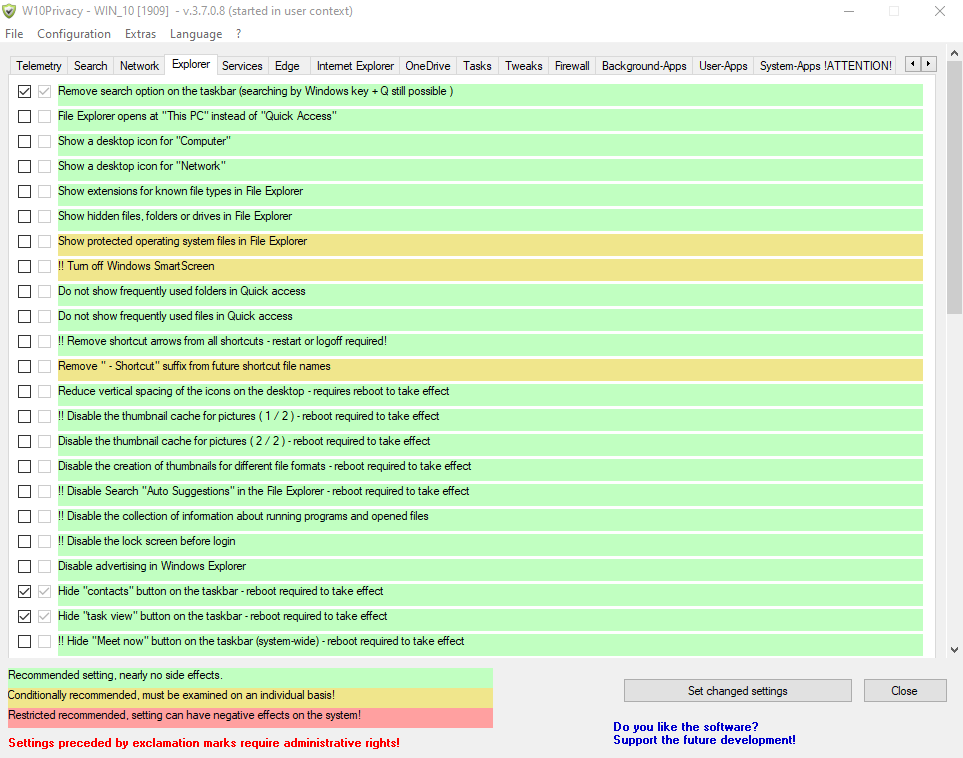 W10Privacy - WIN_10 [1909] - v.3.7.0.8 (started in user context)
File Configuration Extras Language ?
Telemetry Search Network Explorer Services Edge Internet Explorer OneDrive Tasks Tweaks Firewall Background-Apps User-Apps System-Apps !ATTENTION!
Remove search option on the taskbar (searching by Windows key + Q still possible )
File Explorer opens at "This PC" instead of "Quick Access"
Show a desktop icon for "Computer"
Show a desktop icon for "Network"
Show extensions for known file types in File Explorer
Show hidden files, folders or drives in File Explorer
Show protected operating system files in File Explorer
!! Turn off Windows SmartScreen
Do not show frequently used folders in Quick access
Do not show frequently used files in Quick access
!! Remove shortcut arrows from all shortcuts - restart or logoff required!
Remove " - Shortcut" suffix from future shortcut file names
Reduce vertical spacing of the icons on the desktop - requires reboot to take effect
!! Disable the thumbnail cache for pictures ( 1 / 2 ) - reboot required to take effect
Disable the thumbnail cache for pictures ( 2 / 2 ) - reboot required to take effect
Disable the creation of thumbnails for different file formats - reboot required to take effect
!! Disable Search "Auto Suggestions" in the File Explorer - reboot required to take effect
!! Disable the collection of information about running programs and opened files
!! Disable the lock screen before login
Disable advertising in Windows Explorer
Hide "contacts" button on the taskbar - reboot required to take effect
Hide "task view" button on the taskbar - reboot required to take effect
!! Hide "Meet now" button on the taskbar (system-wide) - reboot required to take effect
Recommended setting, nearly no side effects.
Conditionally recommended, must be examined on an individual basis!
Restricted recommended, setting can have negative effects on the system!
Settings preceded by exclamation marks require administrative rights!
Set changed settings Close
Do you like the software?
Support the future development!